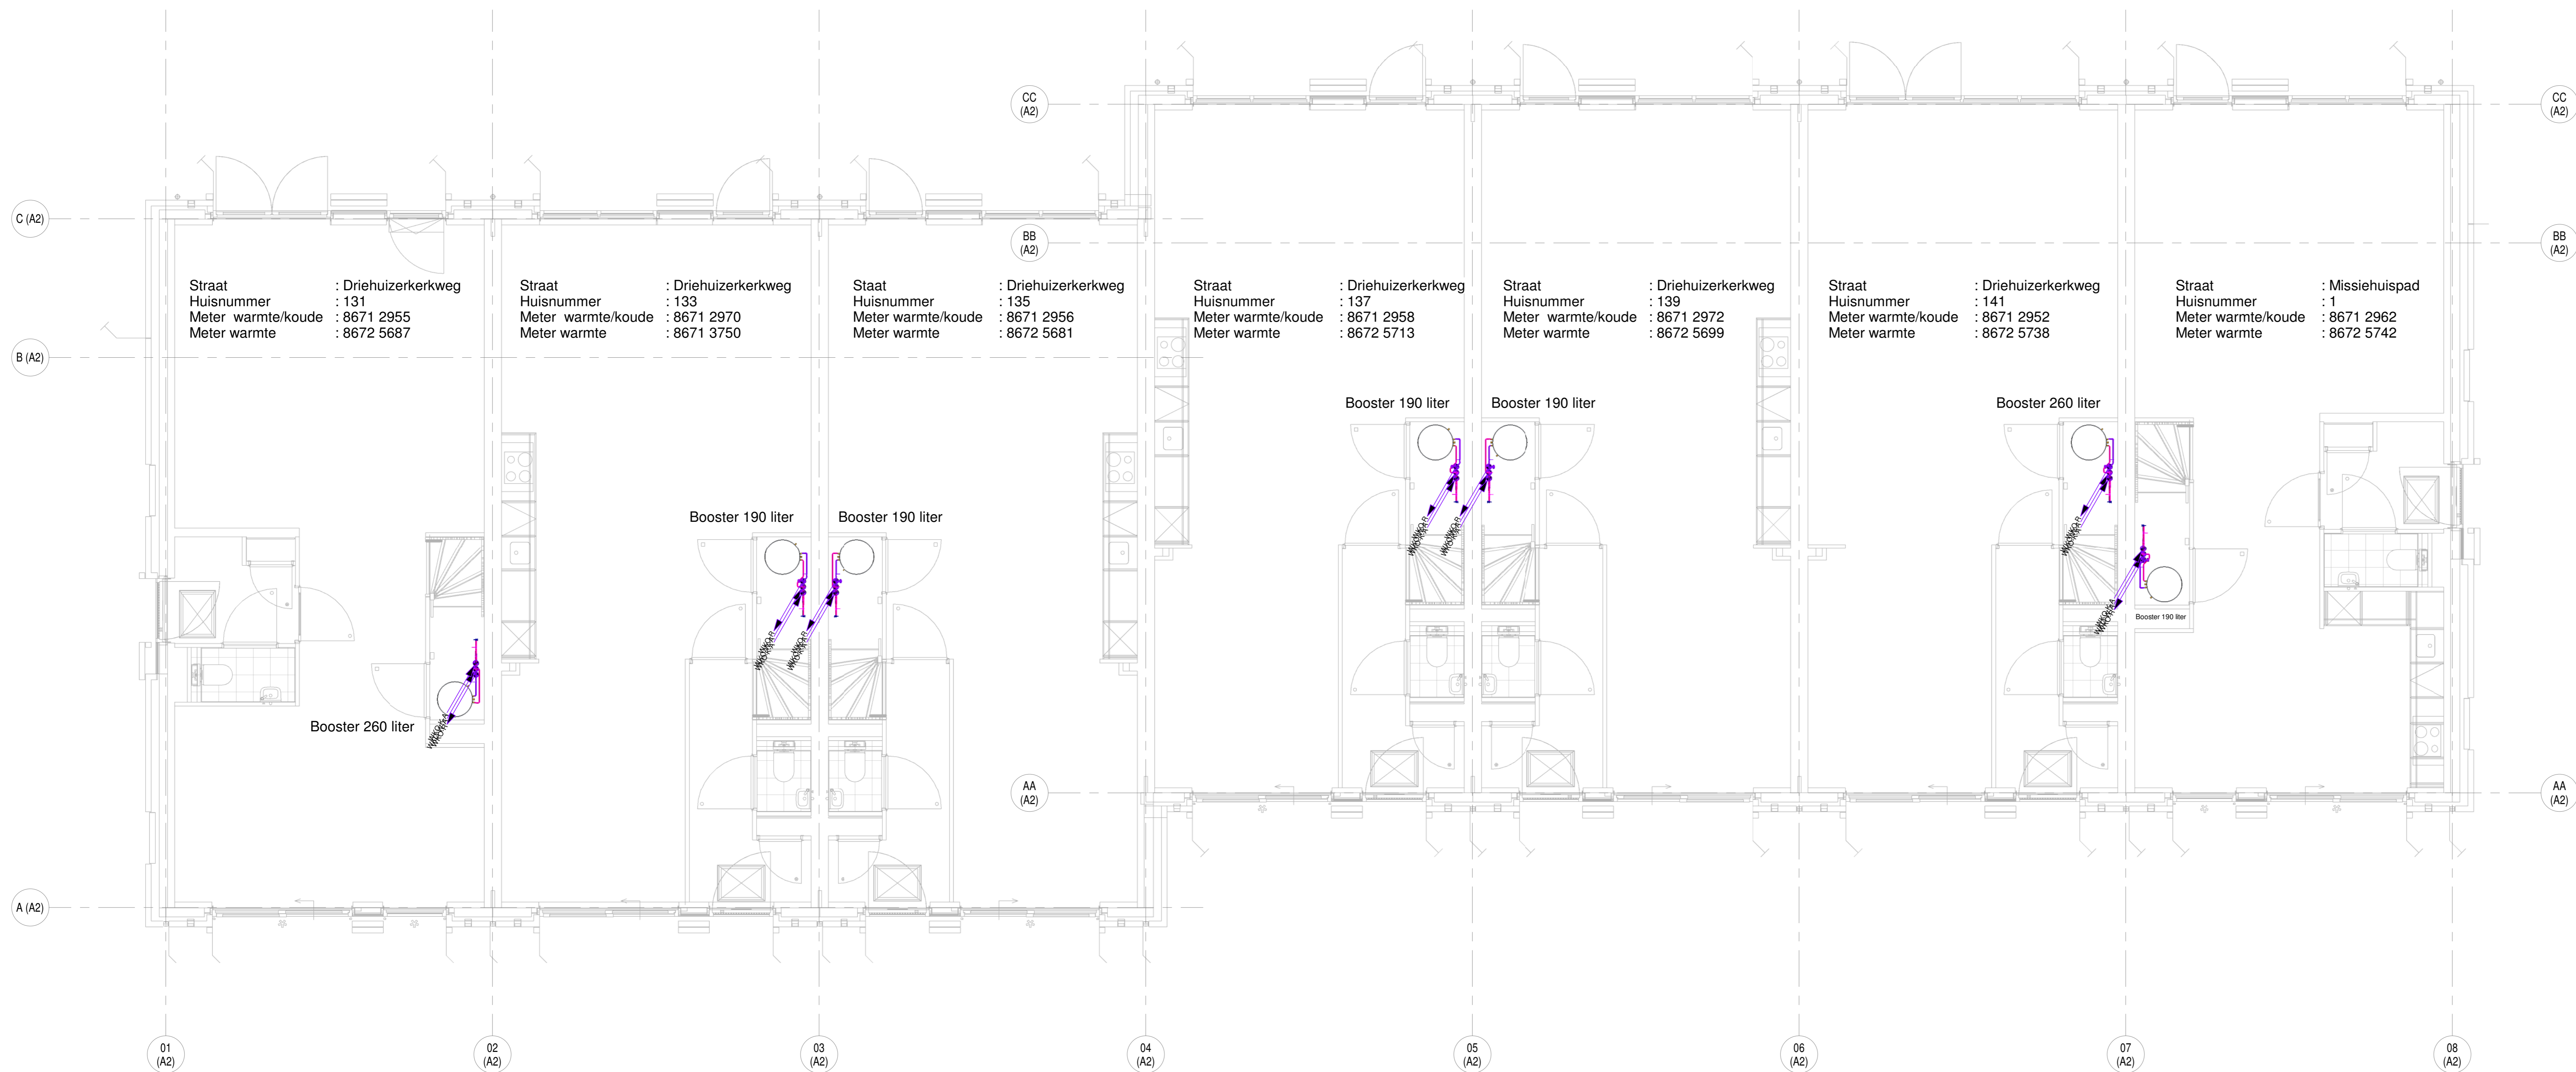 CC
(A2)
CC
(A2)
C (A2)
BB
(A2)
BB
(A2)
Straat : Driehuizerkerkweg
Huisnummer : 131
Meter warmte/koude : 8671 2955
Meter warmte : 8672 5687
Straat : Driehuizerkerkweg
Huisnummer : 133
Meter warmte/koude : 8671 2970
Meter warmte : 8671 3750
Staat : Driehuizerkerkweg
Huisnummer : 135
Meter warmte/koude : 8671 2956
Meter warmte : 8672 5681
Straat : Driehuizerkerkweg
Huisnummer : 137
Meter warmte/koude : 8671 2958
Meter warmte : 8672 5713
Straat : Driehuizerkerkweg
Huisnummer : 139
Meter warmte/koude : 8671 2972
Meter warmte : 8672 5699
Straat : Driehuizerkerkweg
Huisnummer : 141
Meter warmte/koude : 8671 2952
Meter warmte : 8672 5738
Straat : Missiehuispad
Huisnummer : 1
Meter warmte/koude : 8671 2962
Meter warmte : 8672 5742
B (A2)
Booster 190 liter
Booster 190 liter
Booster 260 liter
Booster 190 liter
Booster 190 liter
Booster 190 liter
Booster 260 liter
AA
(A2)
AA
(A2)
A (A2)
01
(A2)
02
(A2)
03
(A2)
04
(A2)
05
(A2)
06
(A2)
07
(A2)
08
(A2)